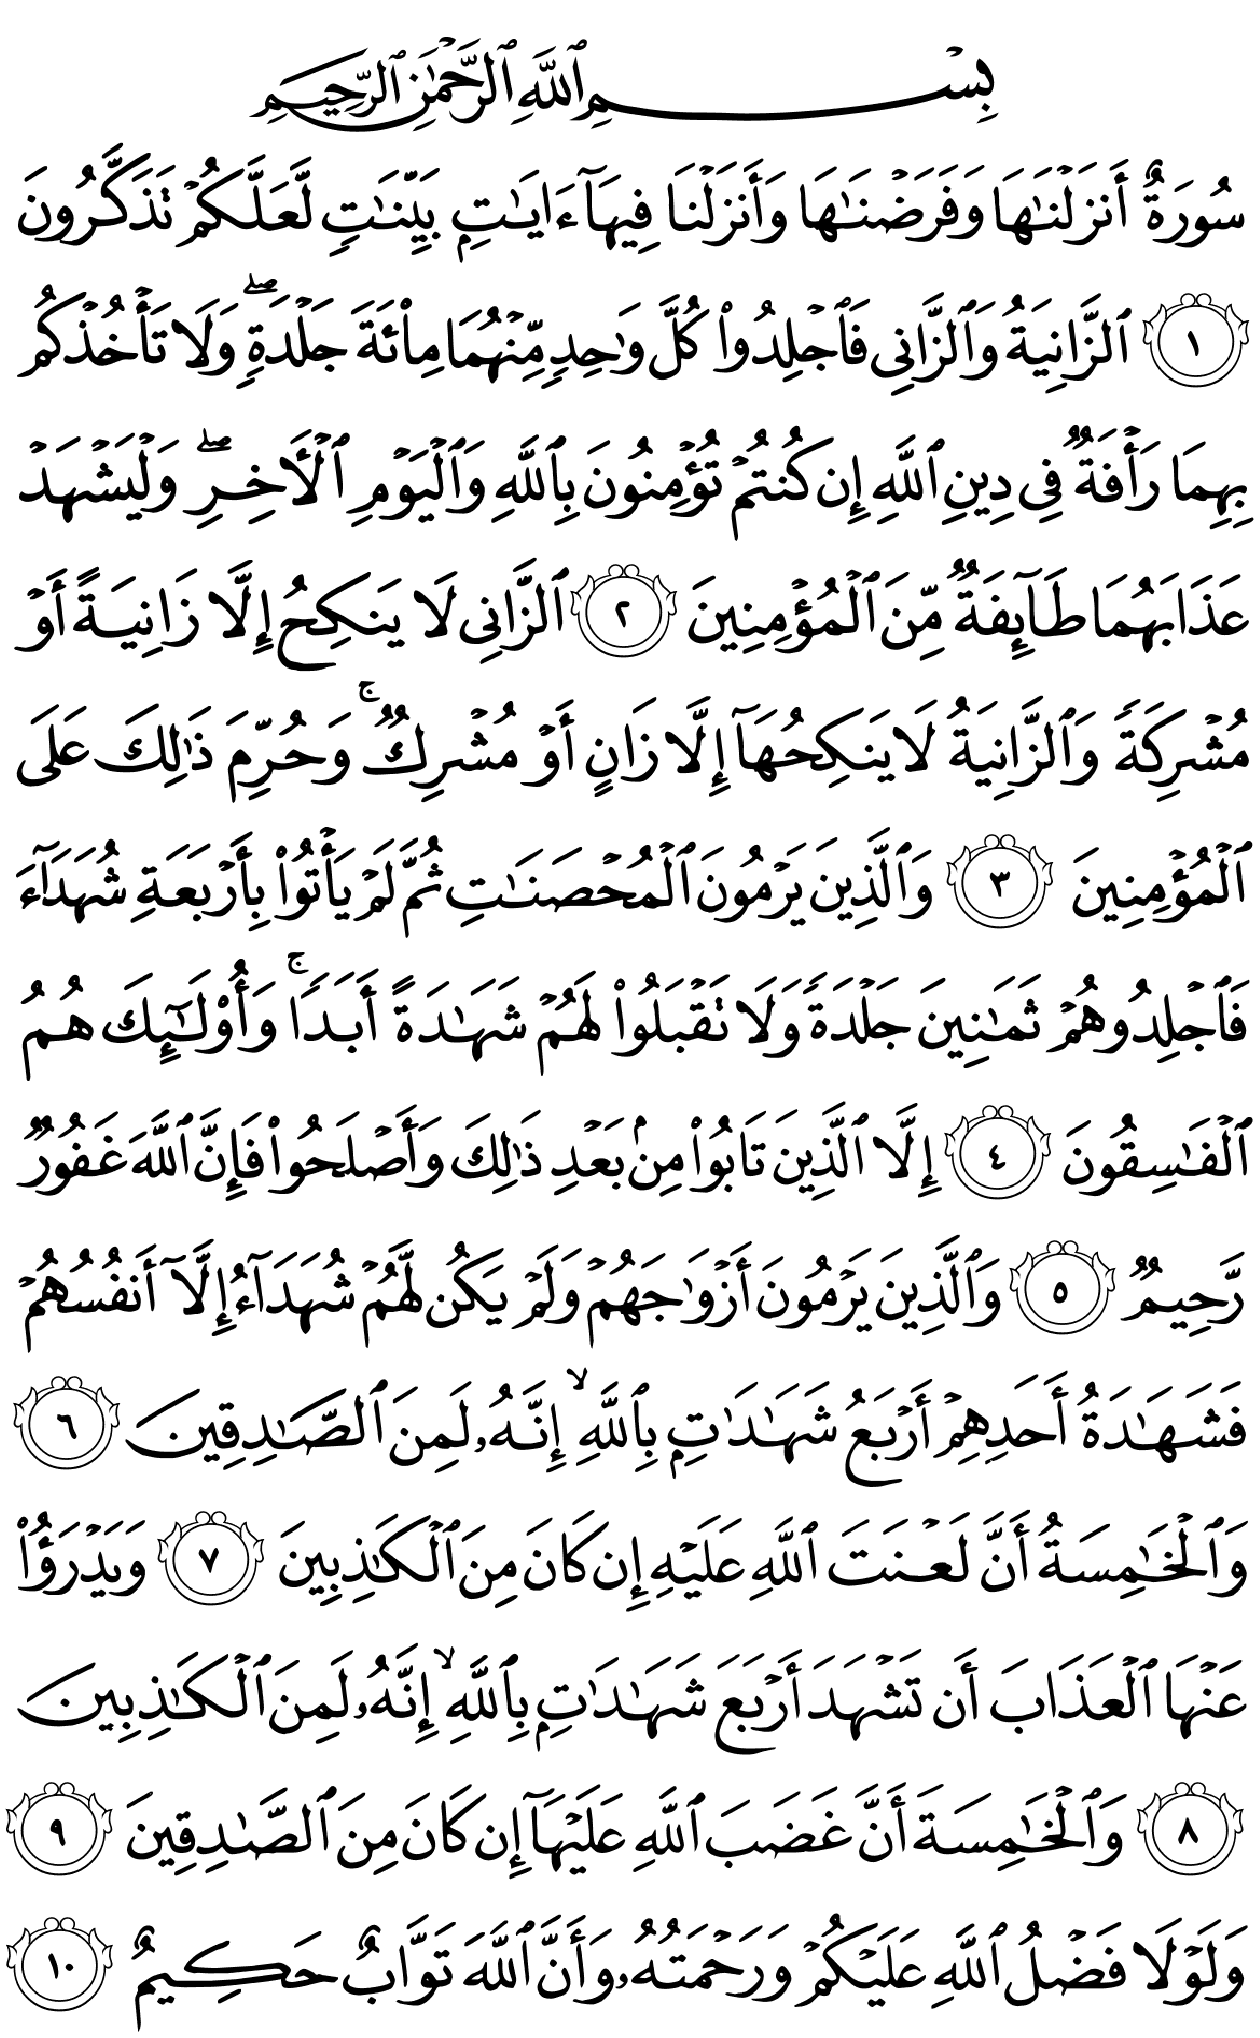 بِسْمِ ٱللَّهِ ٱلرَّحْمَٰنِ ٱلرَّحِيمِ
سُورَةٌ أَنزَلْنَٰهَا وَفَرَضْنَٰهَا وَأَنزَلْنَا فِيهَآ ءَايَٰتٍۭ بَيِّنَٰتٍ لَّعَلَّكُمْ تَذَكَّرُونَ
١ ٱلزَّانِيَةُ وَٱلزَّانِى فَٱجْلِدُوا۟ كُلَّ وَٰحِدٍ مِّنْهُمَا مِا۟ئَةَ جَلْدَةٍ ۖ وَلَا تَأْخُذْكُم
بِهِمَا رَأْفَةٌ فِى دِينِ ٱللَّهِ إِن كُنتُمْ تُؤْمِنُونَ بِٱللَّهِ وَٱلْيَوْمِ ٱلْأَخِرِ ۖ وَلْيَشْهَدْ
عَذَابَهُمَا طَآئِفَةٌ مِّنَ ٱلْمُؤْمِنِينَ ٢ ٱلزَّانِى لَا يَنكِحُ إِلَّا زَانِيَةً أَوْ
مُشْرِكَةً وَٱلزَّانِيَةُ لَا يَنكِحُهَآ إِلَّا زَانٍ أَوْ مُشْرِكٌ ۚ وَحُرِّمَ ذَٰلِكَ عَلَى
ٱلْمُؤْمِنِينَ ٣ وَٱلَّذِينَ يَرْمُونَ ٱلْمُحْصَنَٰتِ ثُمَّ لَمْ يَأْتُوا۟ بِأَرْبَعَةِ شُهَدَآءَ
فَٱجْلِدُوهُمْ ثَمَٰنِينَ جَلْدَةً وَلَا تَقْبَلُوا۟ لَهُمْ شَهَٰدَةً أَبَدًا ۚ وَأُو۟لَٰٓئِكَ هُمُ
ٱلْفَٰسِقُونَ ٤ إِلَّا ٱلَّذِينَ تَابُوا۟ مِنۢ بَعْدِ ذَٰلِكَ وَأَصْلَحُوا۟ فَإِنَّ ٱللَّهَ غَفُورٌ
رَّحِيمٌ ٥ وَٱلَّذِينَ يَرْمُونَ أَزْوَٰجَهُمْ وَلَمْ يَكُن لَّهُمْ شُهَدَآءُ إِلَّآ أَنفُسُهُمْ
فَشَهَٰدَةُ أَحَدِهِمْ أَرْبَعُ شَهَٰدَٰتٍۭ بِٱللَّهِ ۙ إِنَّهُۥ لَمِنَ ٱلصَّٰدِقِينَ ٦
وَٱلْخَٰمِسَةُ أَنَّ لَعْنَتَ ٱللَّهِ عَلَيْهِ إِن كَانَ مِنَ ٱلْكَٰذِبِينَ ٧ وَيَدْرَؤُا۟
عَنْهَا ٱلْعَذَابَ أَن تَشْهَدَ أَرْبَعَ شَهَٰدَٰتٍۭ بِٱللَّهِ ۙ إِنَّهُۥ لَمِنَ ٱلْكَٰذِبِينَ
٨ وَٱلْخَٰمِسَةَ أَنَّ غَضَبَ ٱللَّهِ عَلَيْهَآ إِن كَانَ مِنَ ٱلصَّٰدِقِينَ ٩
وَلَوْلَا فَضْلُ ٱللَّهِ عَلَيْكُمْ وَرَحْمَتُهُۥ وَأَنَّ ٱللَّهَ تَوَّابٌ حَكِيمٌ ١٠